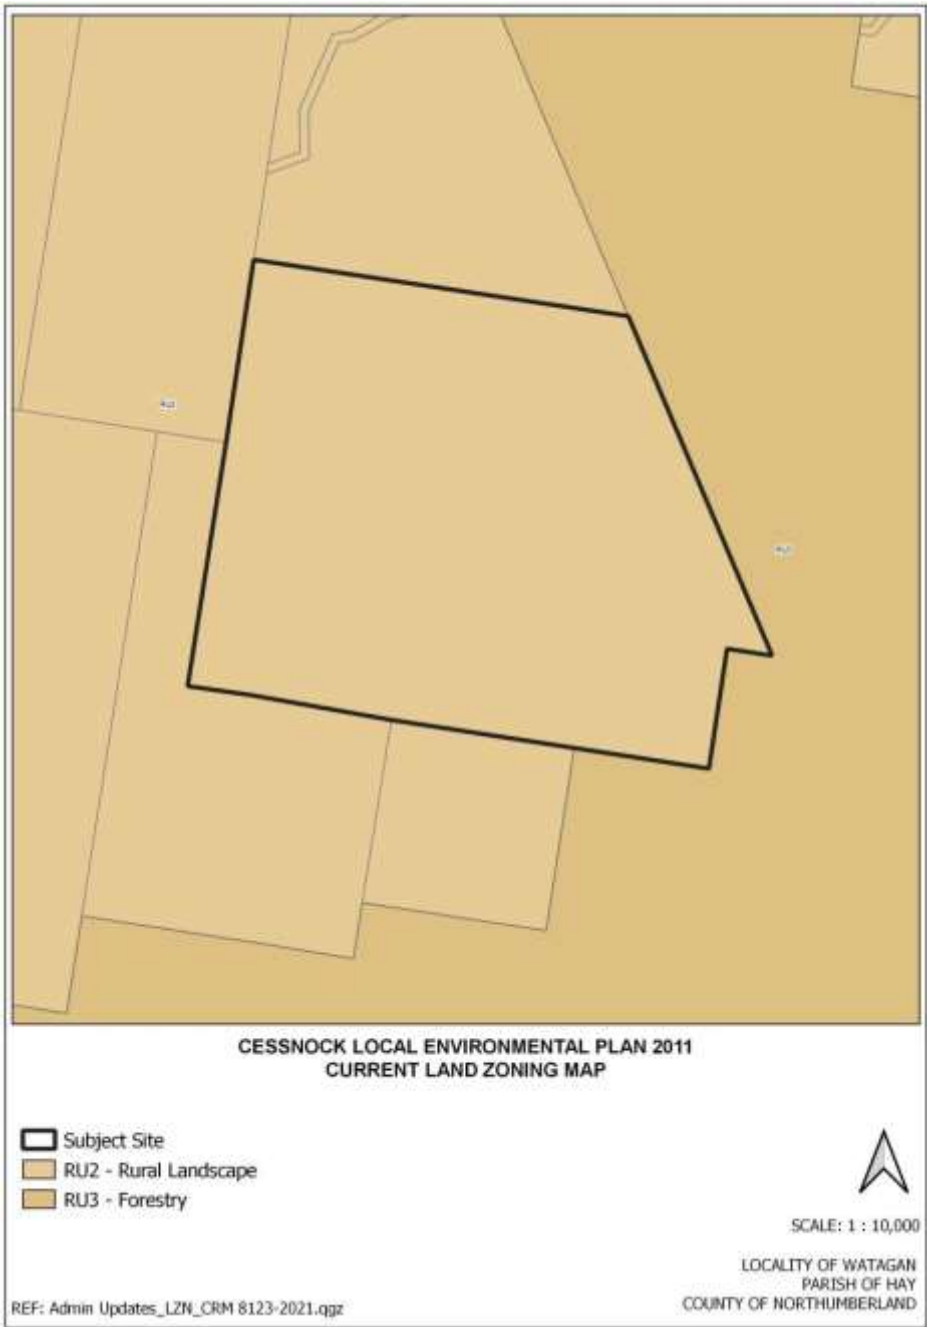 CESSNOCK LOCAL ENVIRONMENTAL PLAN 2011
CURRENT LAND ZONING MAP
Subject Site
RU2 - Rural Landscape
RU3 - Forestry
SCALE: 1 : 10,000
LOCALITY OF WATAGAN
PARISH OF HAY
COUNTY OF NORTHUMBERLAND
REF: Admin Updates_LZN_CRM 8123-2021.qgz